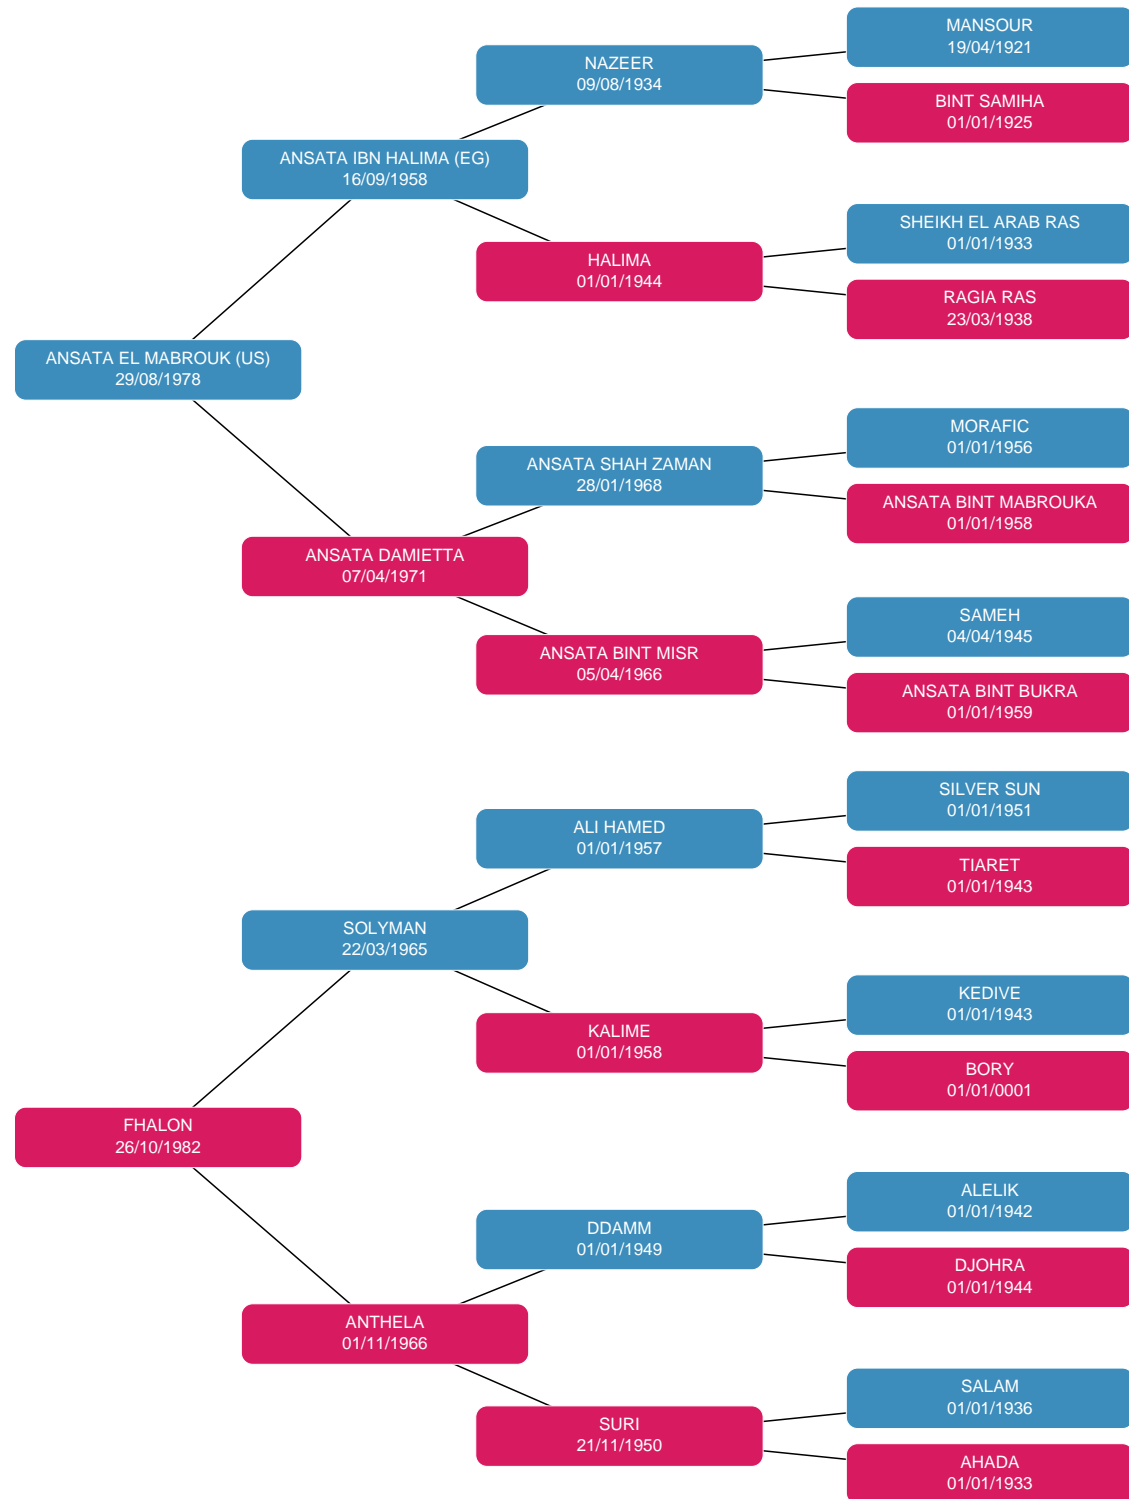 MANSOUR
19/04/1921
NAZEER
09/08/1934
BINT SAMIHA
01/01/1925
ANSATA IBN HALIMA (EG)
16/09/1958
SHEIKH EL ARAB RAS
01/01/1933
HALIMA
01/01/1944
RAGIA RAS
23/03/1938
ANSATA EL MABROUK (US)
29/08/1978
MORAFIC
01/01/1956
ANSATA SHAH ZAMAN
28/01/1968
ANSATA BINT MABROUKA
01/01/1958
ANSATA DAMIETTA
07/04/1971
SAMEH
04/04/1945
ANSATA BINT MISR
05/04/1966
ANSATA BINT BUKRA
01/01/1959
SILVER SUN
01/01/1951
ALI HAMED
01/01/1957
TIARET
01/01/1943
SOLYMAN
22/03/1965
KEDIVE
01/01/1943
KALIME
01/01/1958
BORY
01/01/0001
FHALON
26/10/1982
ALELIK
01/01/1942
DDAMM
01/01/1949
DJOHRA
01/01/1944
ANTHELA
01/11/1966
SALAM
01/01/1936
SURI
21/11/1950
AHADA
01/01/1933